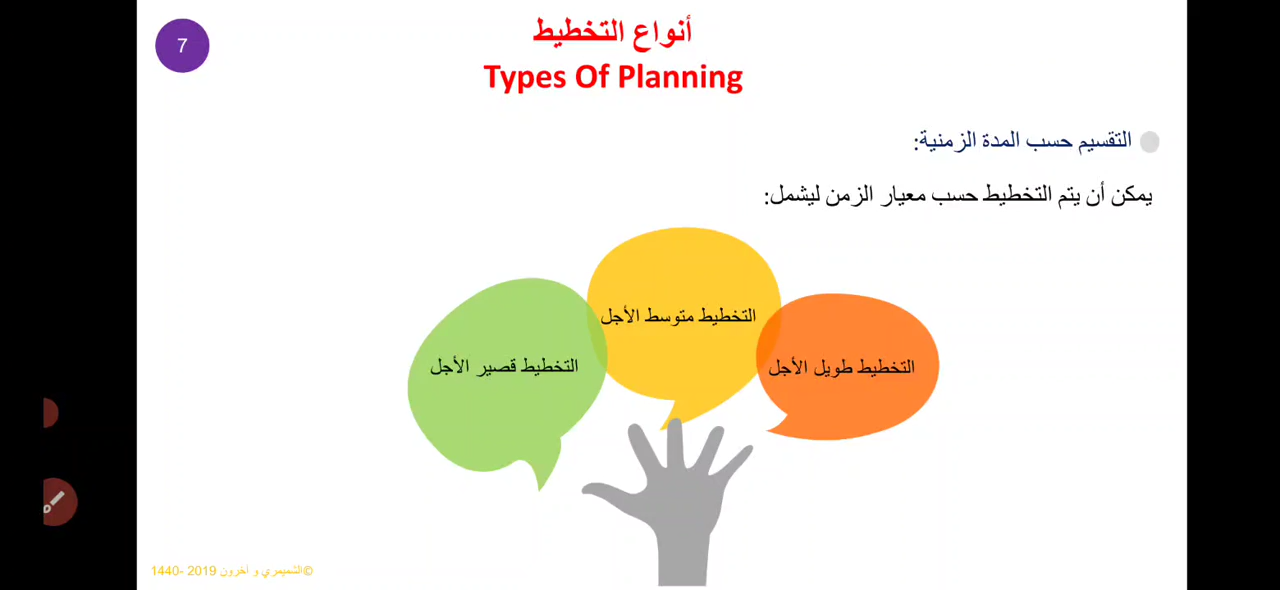 7
أنواع التخطيط
Types Of Planning
التقسيم حسب المدة الزمنية:
يمكن أن يتم التخطيط حسب معيار الزمن ليشمل:
التخطيط طويل الأجل
التخطيط متوسط الأجل
التخطيط قصير الأجل
©الشميمري و آخرون 2019 -1440